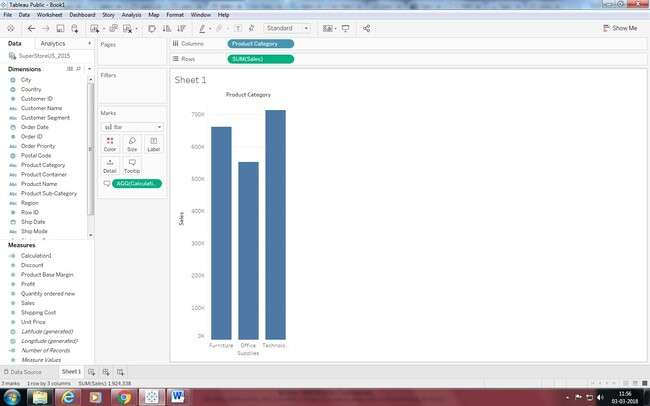 Tableau Public - Book1
File Data Worksheet Dashboard Story Analysis Map Format Window Help
Standard
Show Me
Data Analytics
Pages
Columns Product Category
SuperStoreUS_2015
Rows SUM(Sales)
Dimensions
City
Country
Customer ID
Customer Name
Customer Segment
Order Date
Order ID
Order Priority
Postal Code
Product Category
Product Container
Product Name
Product Sub-Category
Region
Row ID
Ship Date
Ship Mode
Measures
Calculation1
Discount
Product Base Margin
Profit
Quantity ordered new
Sales
Shipping Cost
Unit Price
Latitude (generated)
Longitude (generated)
Number of Records
Measure Values
Filters
Marks
Bar
Color Size Label
Detail Tooltip
AGG(Calculati..
Sheet 1
Product Category
700K
600K
500K
400K
300K
200K
100K
0K
Sales
Furniture Office Supplies Technolo..
Data Source Sheet 1
3 marks 1 row by 3 columns SUM(Sales): 1,924,338
11:56
03-03-2018